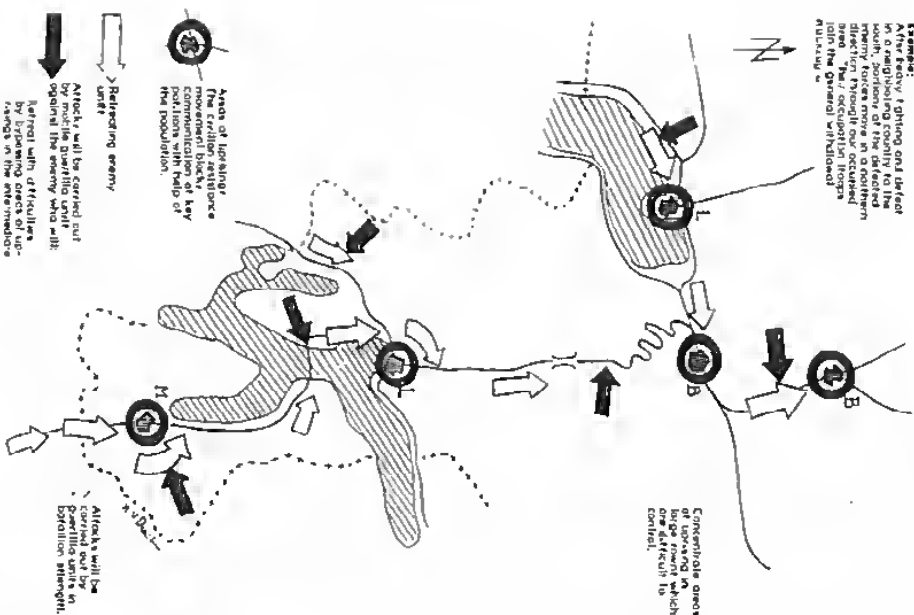 Example:
After heavy fighting and defeat
in a neighboring country to the
south, portions of the defeated
enemy forces move in a northern
direction through our occupied
area. Their occupation troops
join the general withdrawal
N
Areas of uprising:
The civilian resistance
movement blocks
communication of key
positions with help of
the population.
Retreating enemy
units
Attacks will be carried out
by mobile guerrilla unit
against the enemy who will:
Retreat with difficulties
by bypassing areas of up-
risings in the intermediate
L
B
B
L
M
Concentrate areas
of uprising in
large towns which
are difficult to
control.
Attacks will be
carried out by
guerrilla units in
battalion strength.